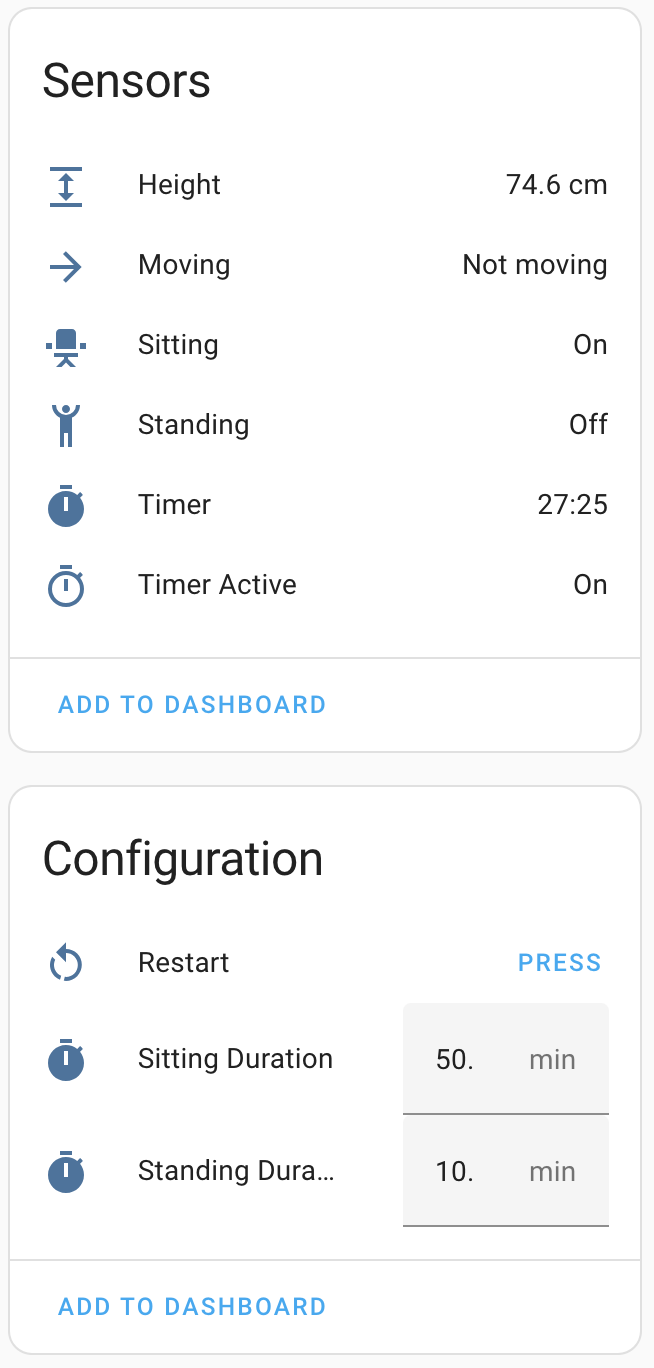 Sensors
Height 74.6 cm
Moving Not moving
Sitting On
Standing Off
Timer 27:25
Timer Active On
ADD TO DASHBOARD
Configuration
Restart PRESS
Sitting Duration 50. min
Standing Dura… 10. min
ADD TO DASHBOARD